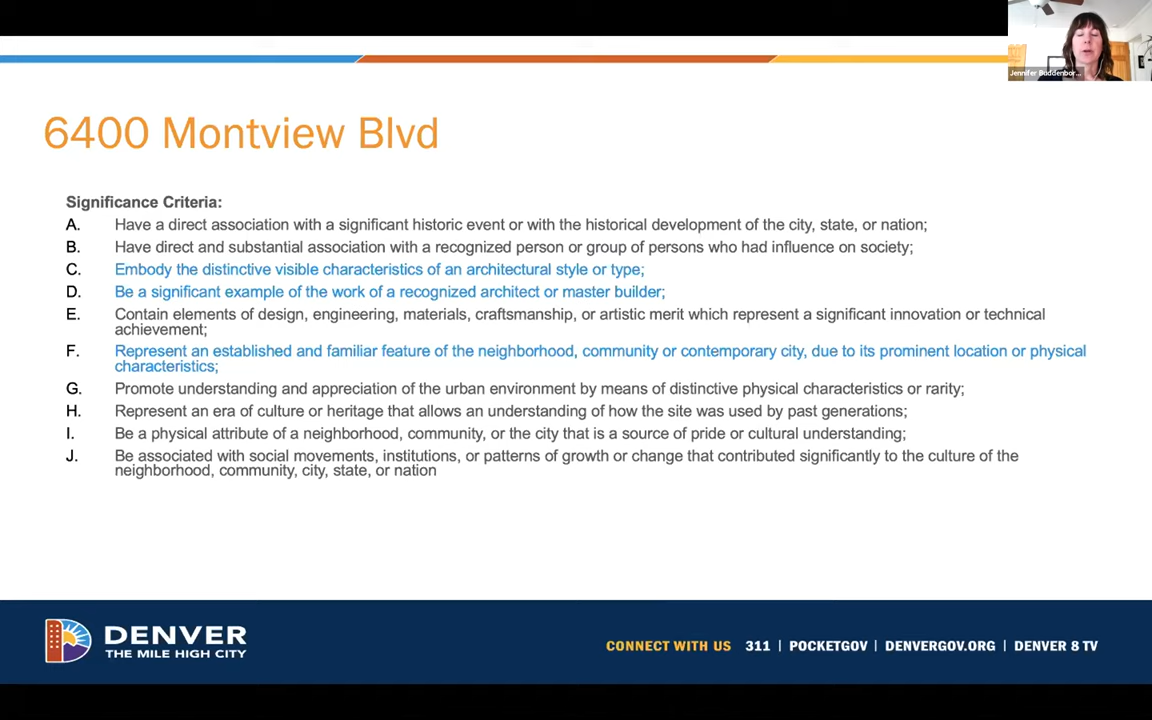 Jennifer Buddenbor...
6400 Montview Blvd
Significance Criteria:
A. Have a direct association with a significant historic event or with the historical development of the city, state, or nation;
B. Have direct and substantial association with a recognized person or group of persons who had influence on society;
C. Embody the distinctive visible characteristics of an architectural style or type;
D. Be a significant example of the work of a recognized architect or master builder;
E. Contain elements of design, engineering, materials, craftsmanship, or artistic merit which represent a significant innovation or technical
achievement;
F. Represent an established and familiar feature of the neighborhood, community or contemporary city, due to its prominent location or physical
characteristics;
G. Promote understanding and appreciation of the urban environment by means of distinctive physical characteristics or rarity;
H. Represent an era of culture or heritage that allows an understanding of how the site was used by past generations;
I. Be a physical attribute of a neighborhood, community, or the city that is a source of pride or cultural understanding;
J. Be associated with social movements, institutions, or patterns of growth or change that contributed significantly to the culture of the
neighborhood, community, city, state, or nation
DENVER
THE MILE HIGH CITY
CONNECT WITH US 311 | POCKETGOV | DENVERGOV.ORG | DENVER 8 TV